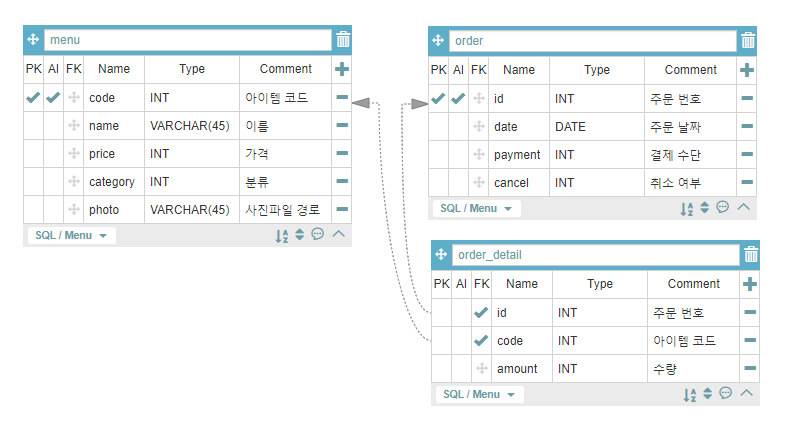 menu
PK AI FK Name Type Comment
code INT 아이템 코드
name VARCHAR(45) 이름
price INT 가격
category INT 분류
photo VARCHAR(45) 사진파일 경로
SQL / Menu
order
PK AI FK Name Type Comment
id INT 주문 번호
date DATE 주문 날짜
payment INT 결제 수단
cancel INT 취소 여부
SQL / Menu
order_detail
PK AI FK Name Type Comment
id INT 주문 번호
code INT 아이템 코드
amount INT 수량
SQL / Menu